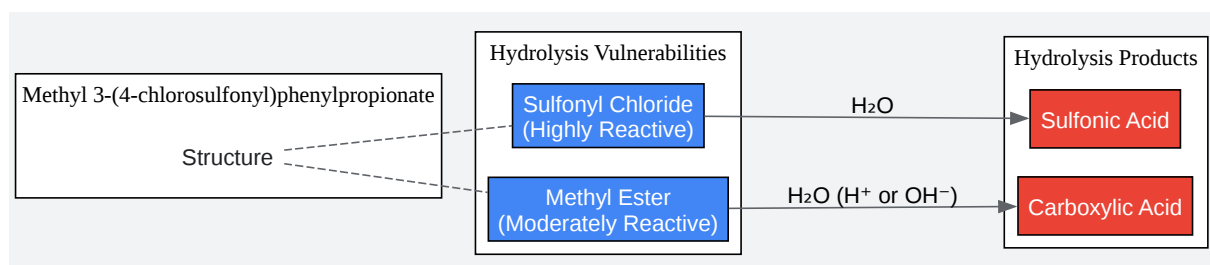 Methyl 3-(4-chlorosulfonyl)phenylpropionate
Structure
Hydrolysis Vulnerabilities
Sulfonyl Chloride
(Highly Reactive)
Methyl Ester
(Moderately Reactive)
H₂O
H₂O (H⁺ or OH⁻)
Hydrolysis Products
Sulfonic Acid
Carboxylic Acid